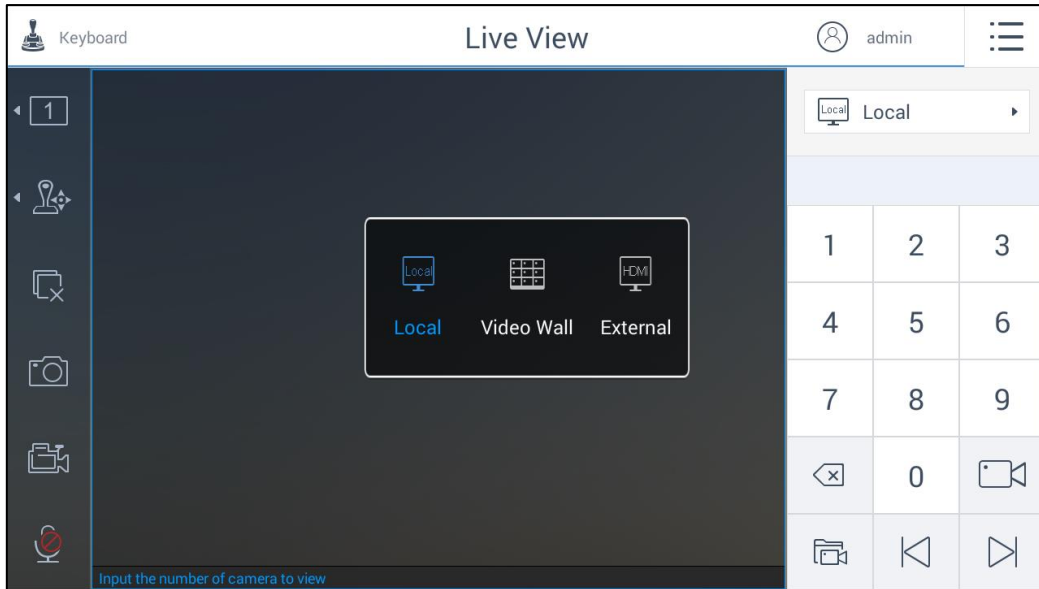 Keyboard
Live View
admin
1
Local Local
Local HDMI
Local Video Wall External
1 2 3
4 5 6
7 8 9
0
Input the number of camera to view